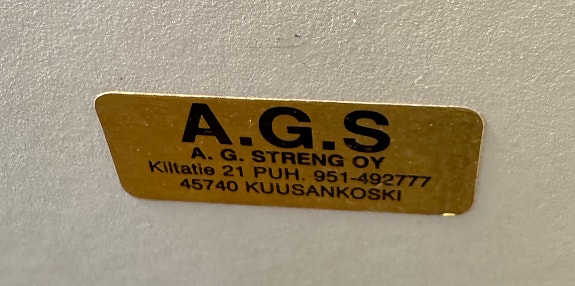 A.G.S
A. G. STRENG OY
Kiltatie 21 PUH. 951-492777
45740 KUUSANKOSKI